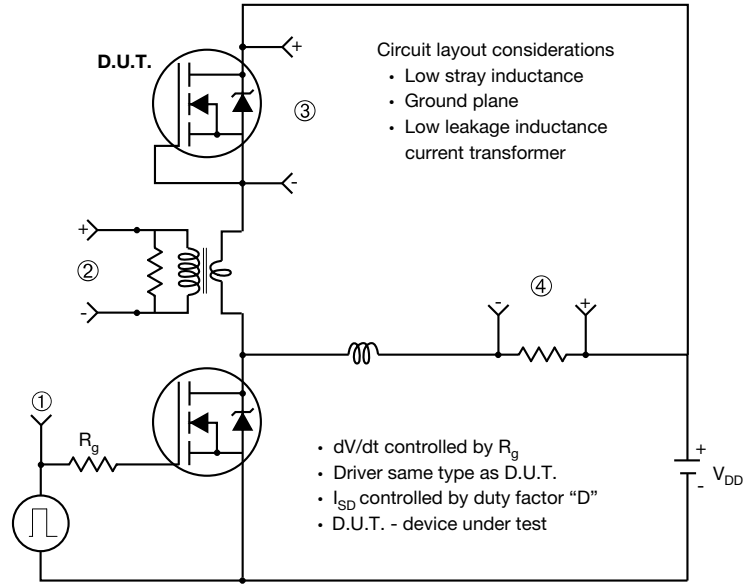 D.U.T.
+
-
③
Circuit layout considerations
• Low stray inductance
• Ground plane
• Low leakage inductance
current transformer
+
②
-
-
④
+
①
Rg
• dV/dt controlled by Rg
• Driver same type as D.U.T.
• ISD controlled by duty factor “D”
• D.U.T. - device under test
+
VDD
-